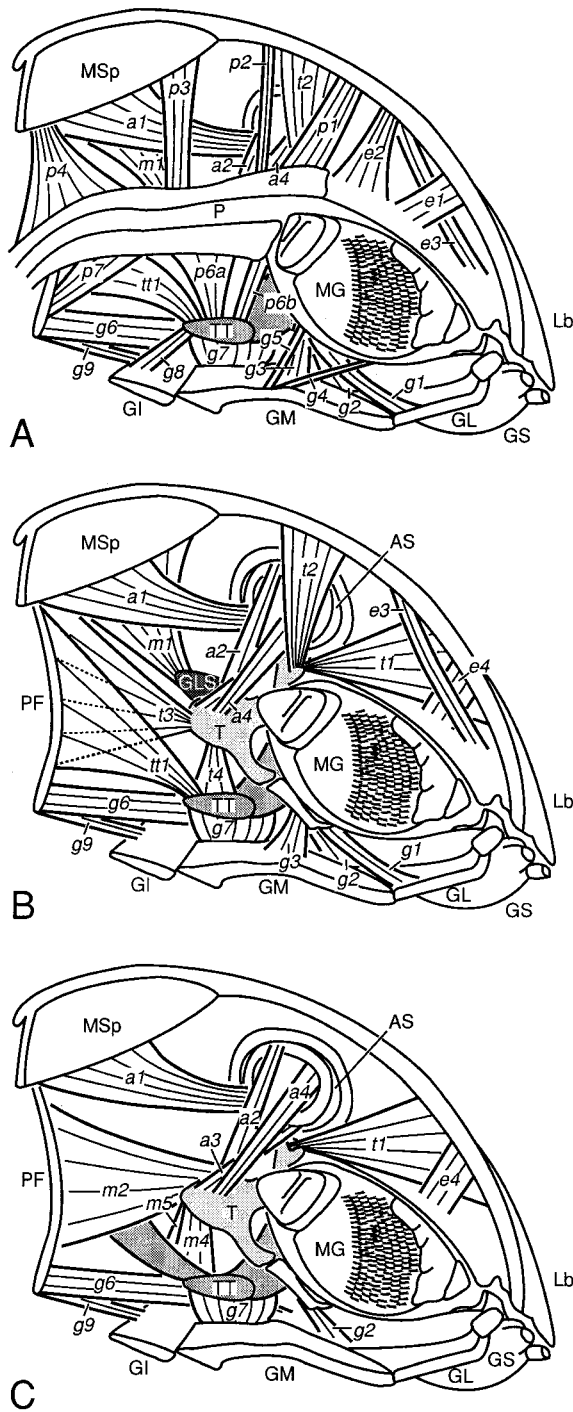 MSp
p3
p2
t2
a1
p1
e2
p4
m1
a2
a4
e1
P
e3
p7
tt1
p6a
p6b
MG
Lb
TT
g6
g7
g5
g3
g9
g8
g4
g2
g1
GI
GM
GL
GS
A
MSp
AS
t2
a1
e3
a2
m1
t1
e4
GLS
a4
PF
t3
T
MG
Lb
tt1
t4
TT
g6
g7
g9
g3
g2
g1
GI
GM
GL
GS
B
MSp
AS
a1
a4
a2
a3
t1
PF
e4
m2
m5
T
m4
MG
Lb
g6
TT
g7
g9
g2
GI
GM
GL
GS
C